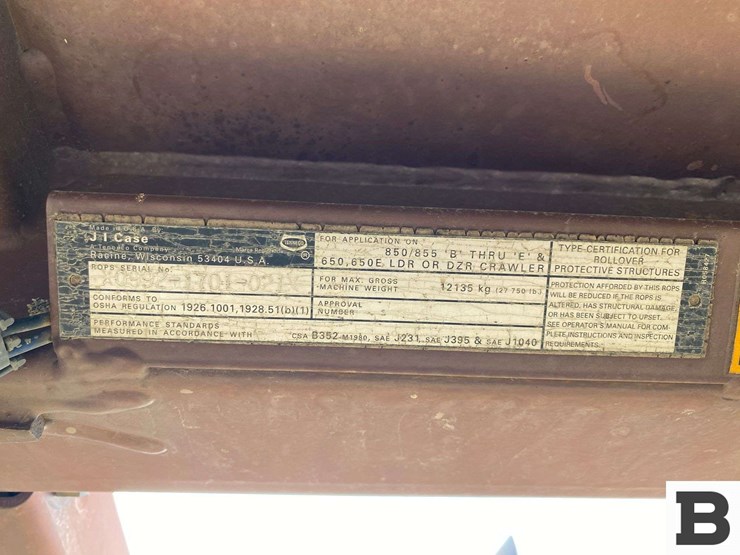 Made in U.S.A. by
J I Case
A Tenneco Company
Racine, Wisconsin 53404 U.S.A.
TENNECO
ROPS SERIAL No.
CONFORMS TO
OSHA REGULATION 1926.1001,1928.51(b)(1)
PERFORMANCE STANDARDS
MEASURED IN ACCORDANCE WITH CSA B352-M1980, SAE J231, SAE J395 & SAE J1040
FOR APPLICATION ON
850/855 'B' THRU 'E' &
650,650E LDR OR DZR CRAWLER
FOR MAX. GROSS
MACHINE WEIGHT 12135 kg (27 750 lb.)
APPROVAL
NUMBER
TYPE-CERTIFICATION FOR
ROLLOVER
PROTECTIVE STRUCTURES
PROTECTION AFFORDED BY THIS ROPS
WILL BE REDUCED IF THE ROPS IS
ALTERED, HAS STRUCTURAL DAMAGE
OR HAS BEEN SUBJECT TO UPSET.
SEE OPERATOR'S MANUAL FOR COM-
PLETE INSTRUCTIONS AND INSPECTION
REQUIREMENTS.
B